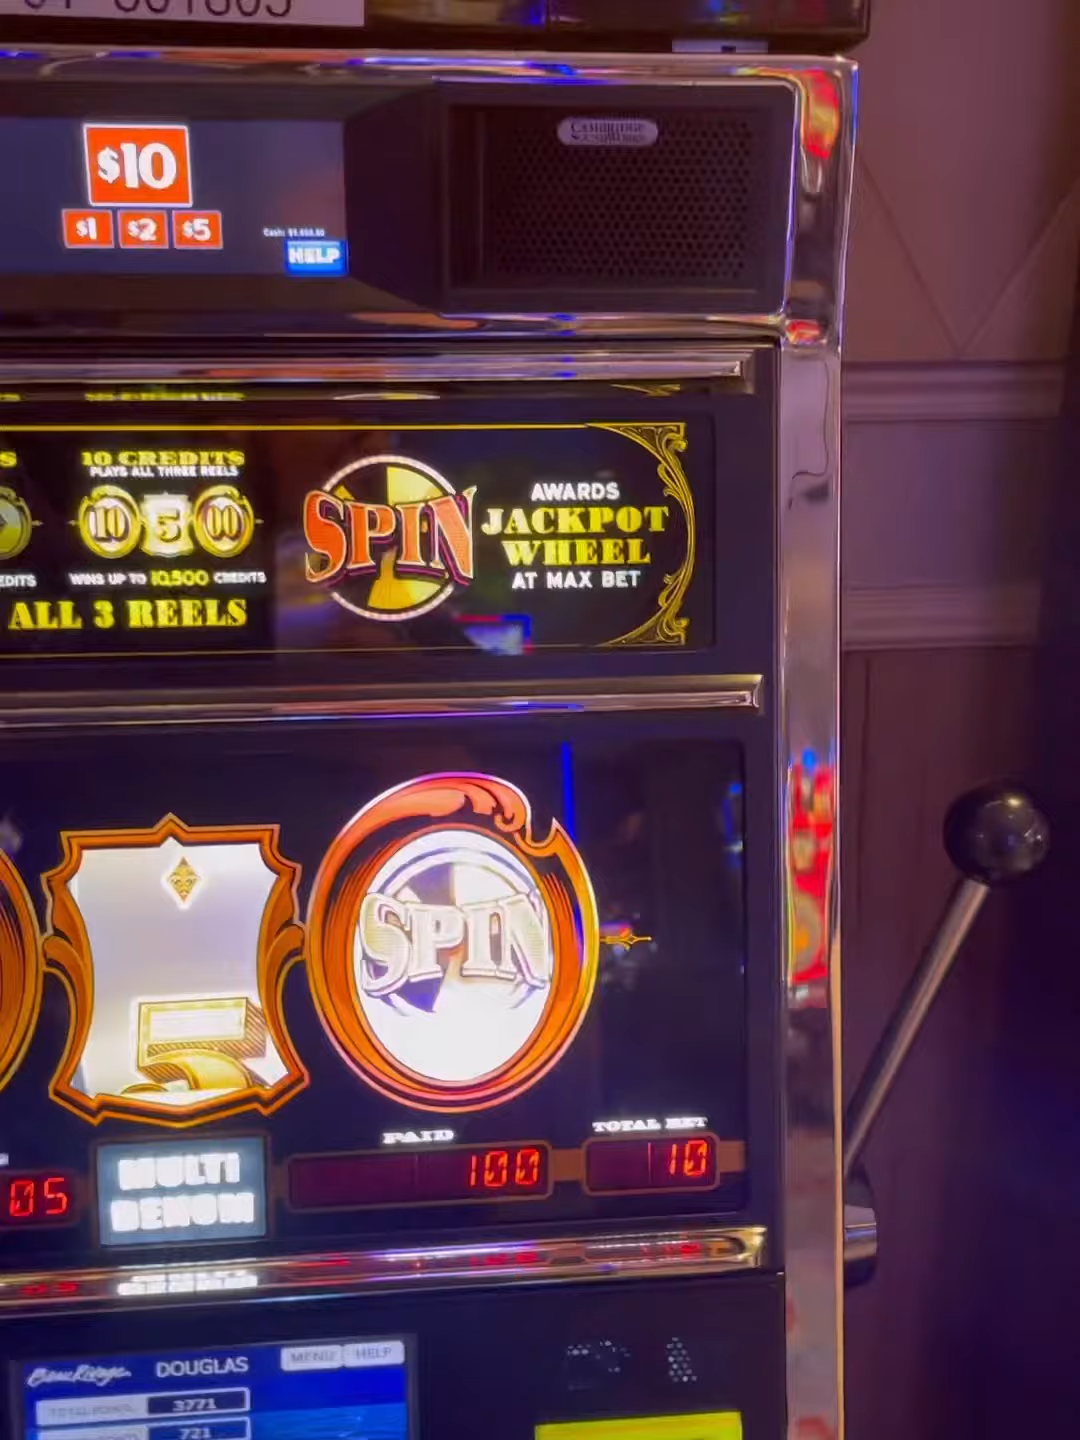 $10
$1 $2 $5
HELP
10 CREDITS
PLAYS ALL THREE REELS
10 5 00
WINS UP TO 10,500 CREDITS
ALL 3 REELS
SPIN
AWARDS
JACKPOT
WHEEL
AT MAX BET
5
SPIN
PAID
TOTAL BET
05
MULTI
DENOM
100
10
Beau Rivage
DOUGLAS
MENU
HELP
3771
721